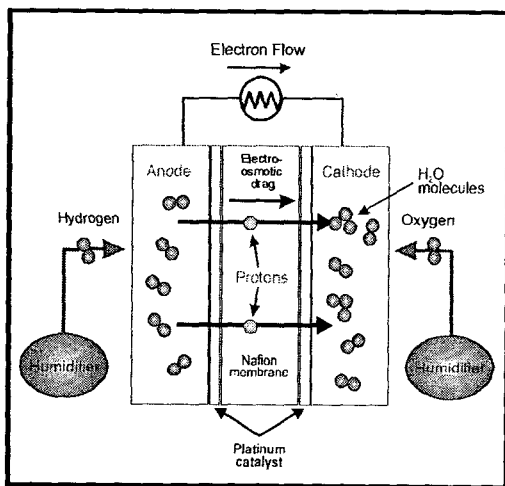 Electron Flow
Anode
Electro-
osmotic
drag
Cathode
H₂O
molecules
Hydrogen
Oxygen
Protons
Humidifier
Nafion
membrane
Humidifier
Platinum
catalyst